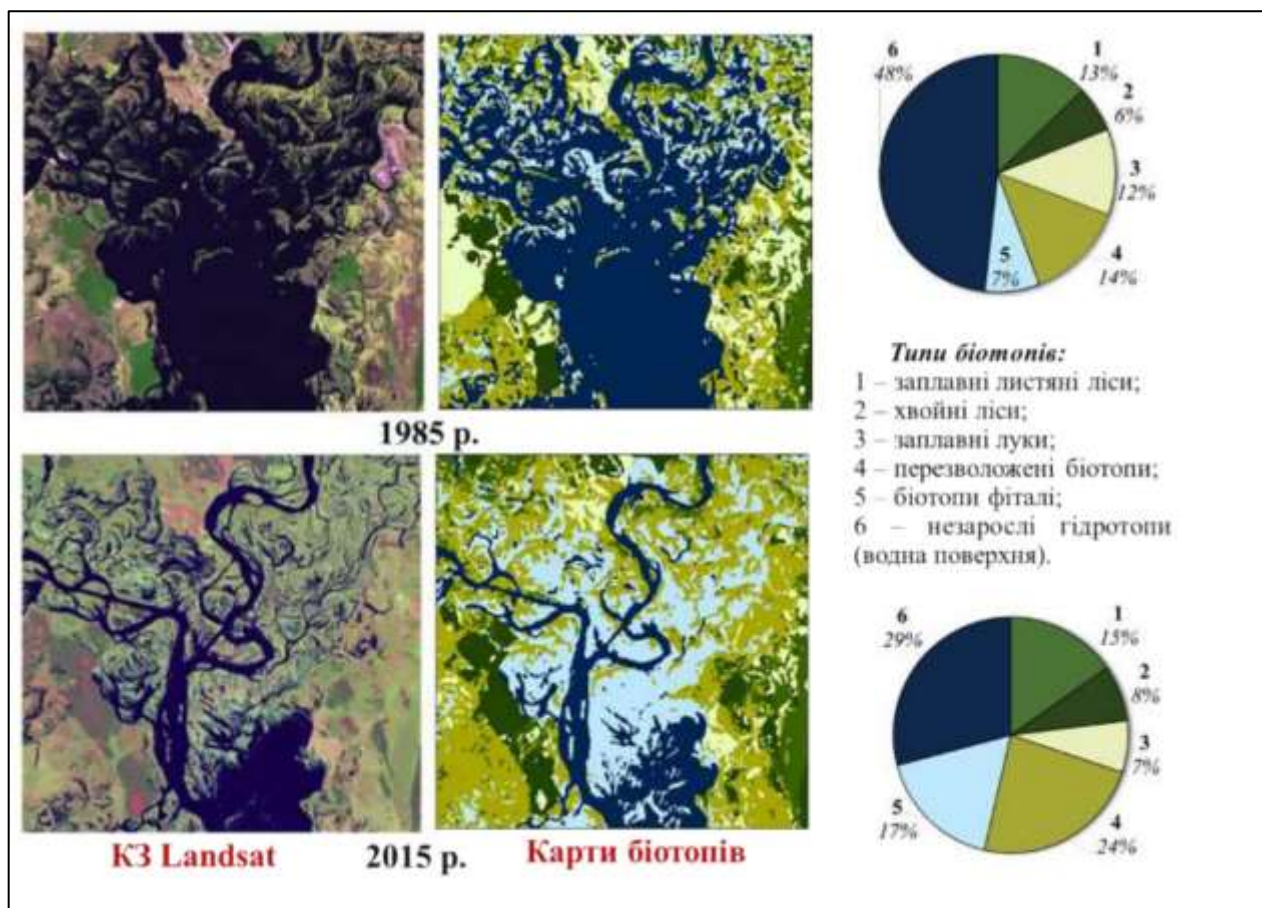 6
48%
1
13%
2
6%
3
12%
4
14%
5
7%
Типи біотопів:
1 – заплавні листяні ліси;
2 – хвойні ліси;
3 – заплавні луки;
4 – перезволожені біотопи;
5 – біотопи фіталі;
6 – незарослі гідротопи
(водна поверхня).
1985 р.
6
29%
1
15%
2
8%
3
7%
4
24%
5
17%
КЗ Landsat
2015 р.
Карти біотопів